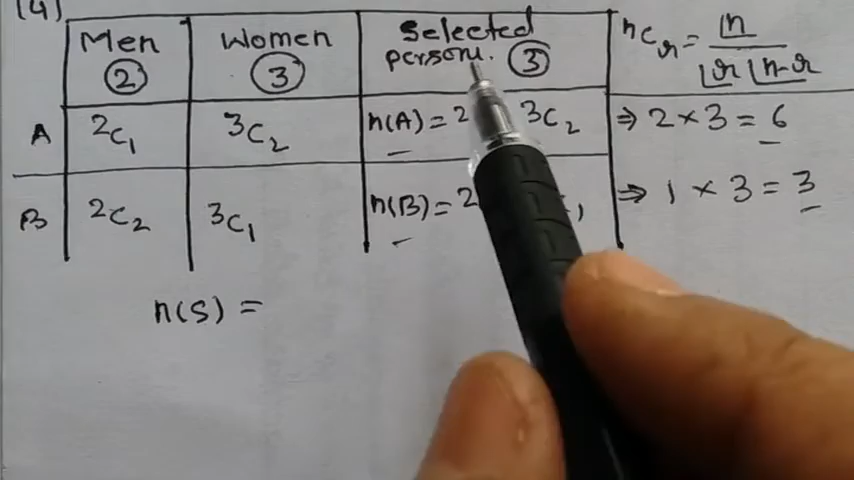 (4)
Men Women Selected ⁿCᵣ = |n
② ③ persons. ③ |r |n-r
A ²C₁ ³C₂ n(A) = 2 ³C₂ ⇒ 2 × 3 = 6
B ²C₂ ³C₁ n(B) = 2 ₁ ⇒ 1 × 3 = 3
n(S) =